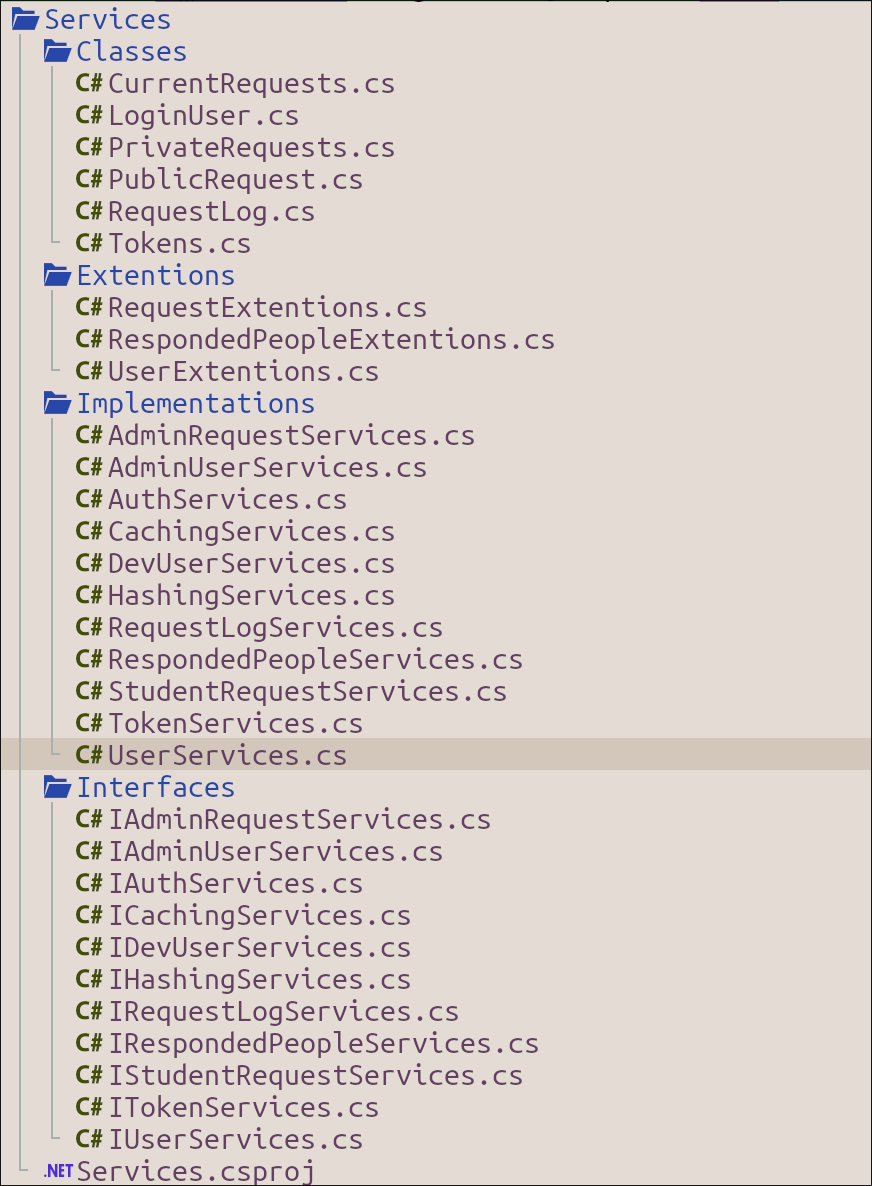 Services
Classes
C# CurrentRequests.cs
C# LoginUser.cs
C# PrivateRequests.cs
C# PublicRequest.cs
C# RequestLog.cs
C# Tokens.cs
Extentions
C# RequestExtentions.cs
C# RespondedPeopleExtentions.cs
C# UserExtentions.cs
Implementations
C# AdminRequestServices.cs
C# AdminUserServices.cs
C# AuthServices.cs
C# CachingServices.cs
C# DevUserServices.cs
C# HashingServices.cs
C# RequestLogServices.cs
C# RespondedPeopleServices.cs
C# StudentRequestServices.cs
C# TokenServices.cs
C# UserServices.cs
Interfaces
C# IAdminRequestServices.cs
C# IAdminUserServices.cs
C# IAuthServices.cs
C# ICachingServices.cs
C# IDevUserServices.cs
C# IHashingServices.cs
C# IRequestLogServices.cs
C# IRespondedPeopleServices.cs
C# IStudentRequestServices.cs
C# ITokenServices.cs
C# IUserServices.cs
.NET Services.csproj